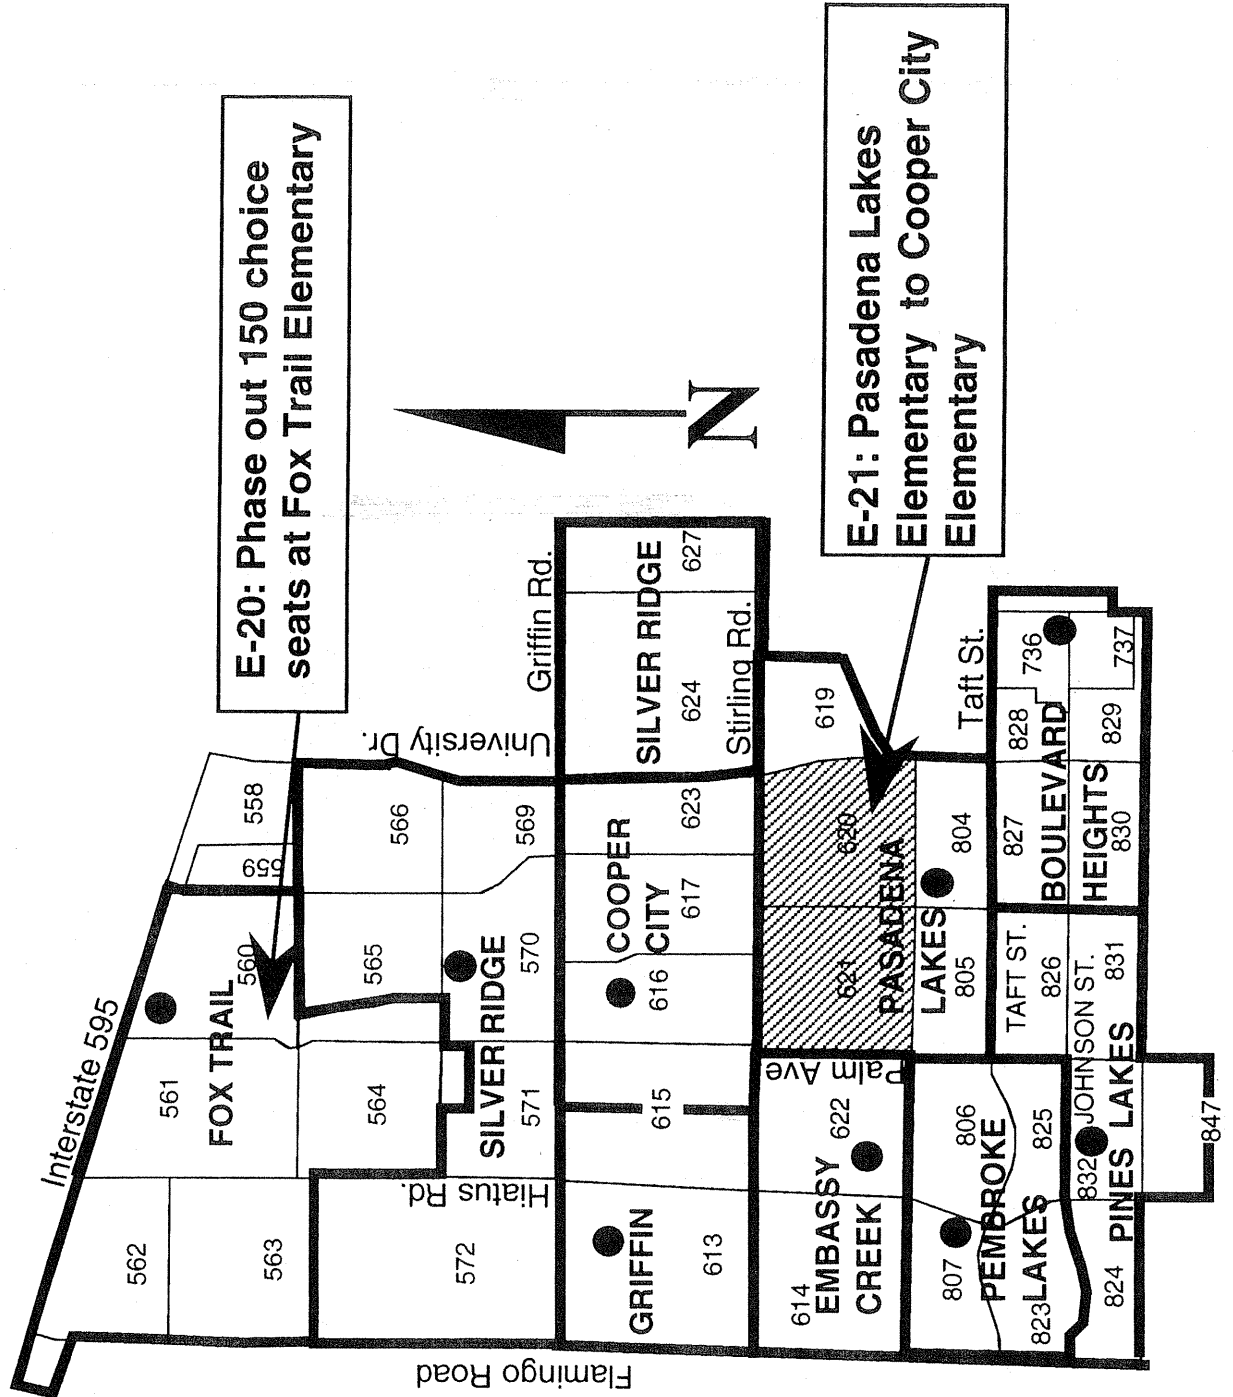 E-20: Phase out 150 choice
seats at Fox Trail Elementary
E-21: Pasadena Lakes
Elementary to Cooper City
Elementary
N
Interstate 595
University Dr.
Griffin Rd.
Stirling Rd.
Taft St.
Hiatus Rd.
Flamingo Road
Palm Ave
TAFT ST.
JOHNSON ST.
FOX TRAIL
558
559
560
561
562
563
564
565
566
569
SILVER RIDGE
570
571
572
SILVER RIDGE
624
627
COOPER
CITY
623
617
616
615
GRIFFIN
613
EMBASSY
CREEK
614
622
619
620
621
PASADENA
LAKES
804
805
PEMBROKE
LAKES
806
807
823
825
BOULEVARD
HEIGHTS
736
737
828
829
827
830
826
831
PINES LAKES
832
824
847